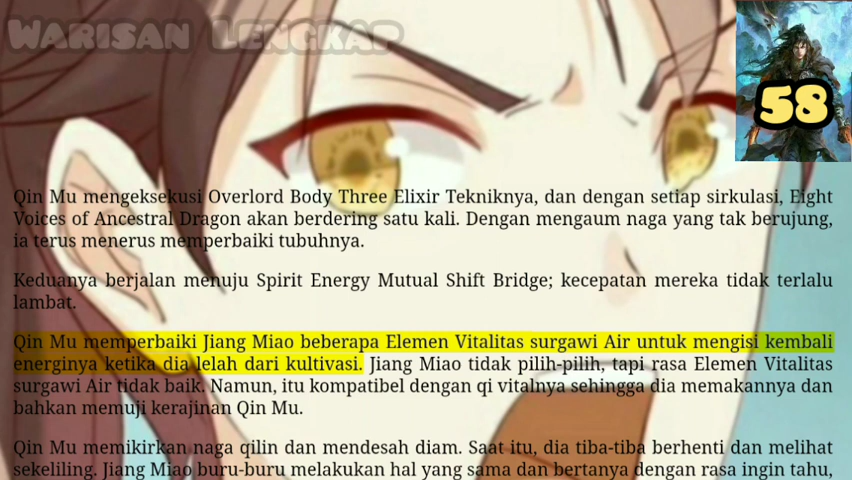 WARISAN LENGKAP
58
Qin Mu mengeksekusi Overlord Body Three Elixir Tekniknya, dan dengan setiap sirkulasi, Eight
Voices of Ancestral Dragon akan berdering satu kali. Dengan mengaum naga yang tak berujung,
ia terus menerus memperbaiki tubuhnya.
Keduanya berjalan menuju Spirit Energy Mutual Shift Bridge; kecepatan mereka tidak terlalu
lambat.
Qin Mu memperbaiki Jiang Miao beberapa Elemen Vitalitas surgawi Air untuk mengisi kembali
energinya ketika dia lelah dari kultivasi. Jiang Miao tidak pilih-pilih, tapi rasa Elemen Vitalitas
surgawi Air tidak baik. Namun, itu kompatibel dengan qi vitalnya sehingga dia memakannya dan
bahkan memuji kerajinan Qin Mu.
Qin Mu memikirkan naga qilin dan mendesah diam. Saat itu, dia tiba-tiba berhenti dan melihat
sekeliling. Jiang Miao buru-buru melakukan hal yang sama dan bertanya dengan rasa ingin tahu,